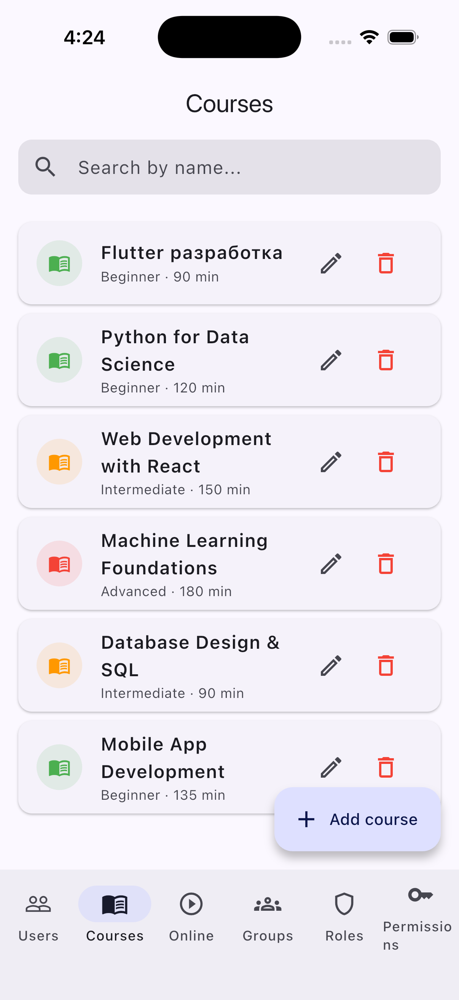 4:24
Courses
Search by name...
Flutter разработка
Beginner · 90 min
Python for Data
Science
Beginner · 120 min
Web Development
with React
Intermediate · 150 min
Machine Learning
Foundations
Advanced · 180 min
Database Design &
SQL
Intermediate · 90 min
Mobile App
Development
Beginner · 135 min
Add course
Users
Courses
Online
Groups
Roles
Permissio
ns